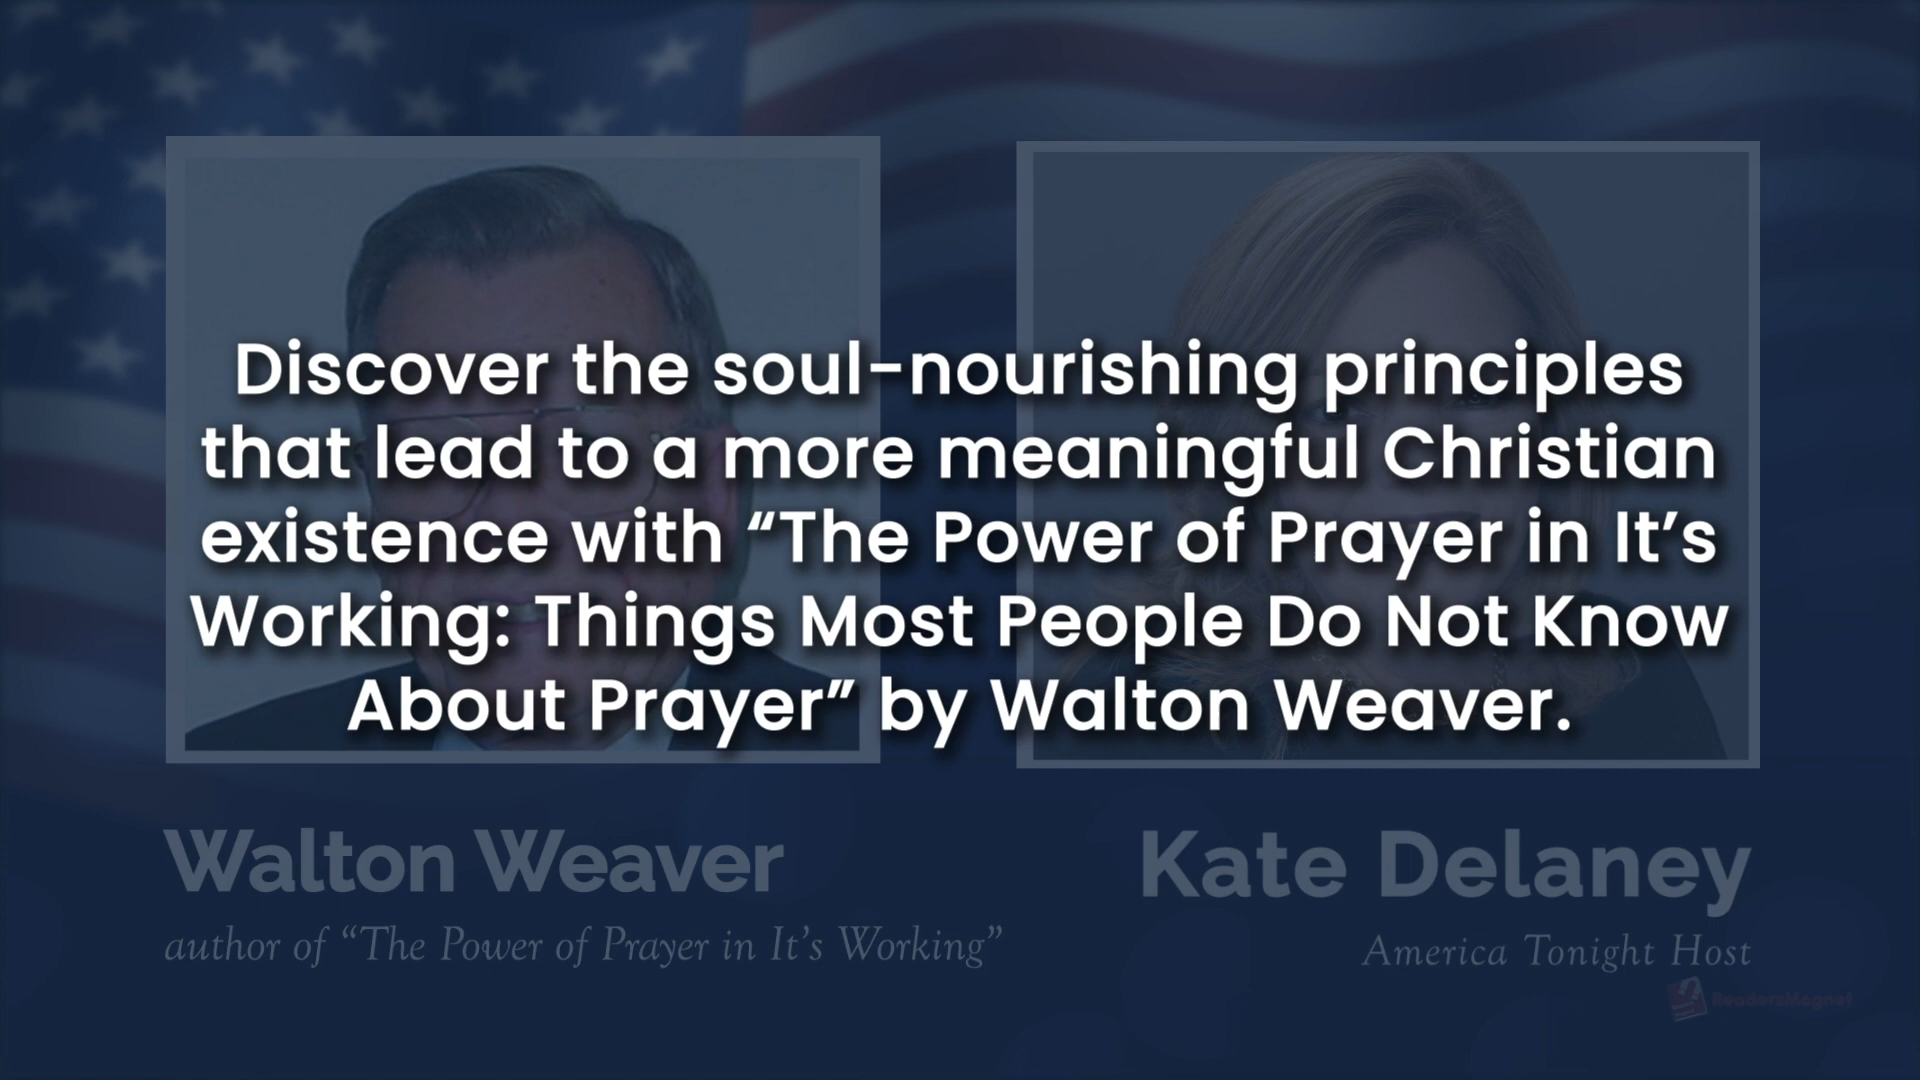 Discover the soul-nourishing principles
that lead to a more meaningful Christian
existence with “The Power of Prayer in It’s
Working: Things Most People Do Not Know
About Prayer” by Walton Weaver.
Walton Weaver
author of “The Power of Prayer in It’s Working”
Kate Delaney
America Tonight Host
ReadersMagnet